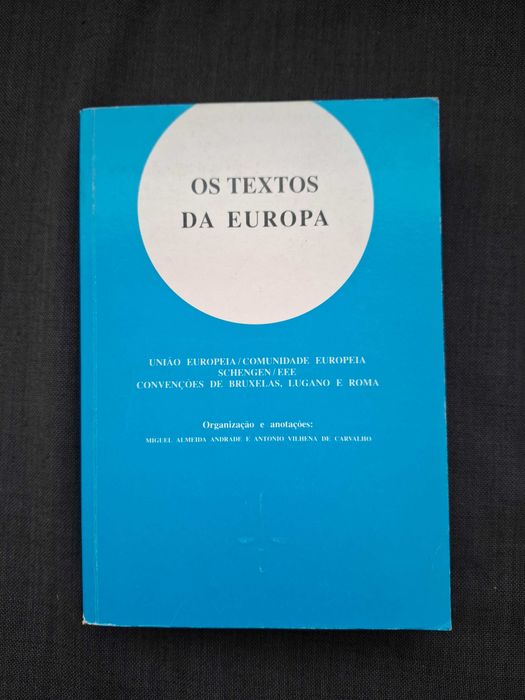 OS TEXTOS
DA EUROPA
UNIÃO EUROPEIA/COMUNIDADE EUROPEIA
SCHENGEN/EEE
CONVENÇÕES DE BRUXELAS, LUGANO E ROMA
Organização e anotações:
MIGUEL ALMEIDA ANDRADE E ANTONIO VILHENA DE CARVALHO